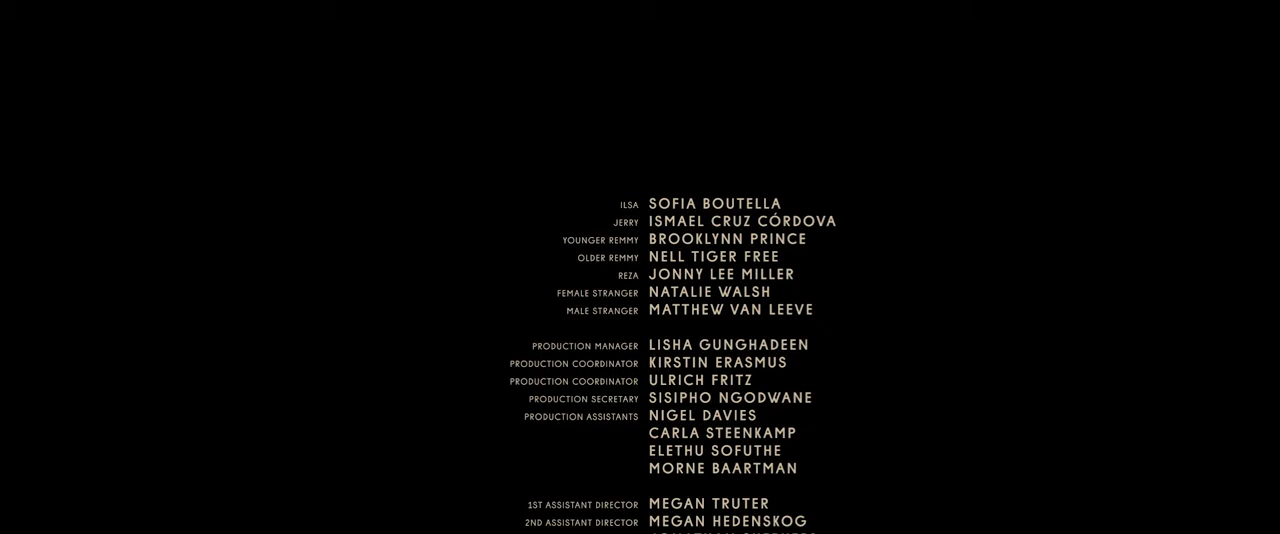 ILSA SOFIA BOUTELLA
JERRY ISMAEL CRUZ CÓRDOVA
YOUNGER REMMY BROOKLYNN PRINCE
OLDER REMMY NELL TIGER FREE
REZA JONNY LEE MILLER
FEMALE STRANGER NATALIE WALSH
MALE STRANGER MATTHEW VAN LEEVE
PRODUCTION MANAGER LISHA GUNGHADEEN
PRODUCTION COORDINATOR KIRSTIN ERASMUS
PRODUCTION COORDINATOR ULRICH FRITZ
PRODUCTION SECRETARY SISIPHO NGODWANE
PRODUCTION ASSISTANTS NIGEL DAVIES
CARLA STEENKAMP
ELETHU SOFUTHE
MORNE BAARTMAN
1ST ASSISTANT DIRECTOR MEGAN TRUTER
2ND ASSISTANT DIRECTOR MEGAN HEDENSKOG